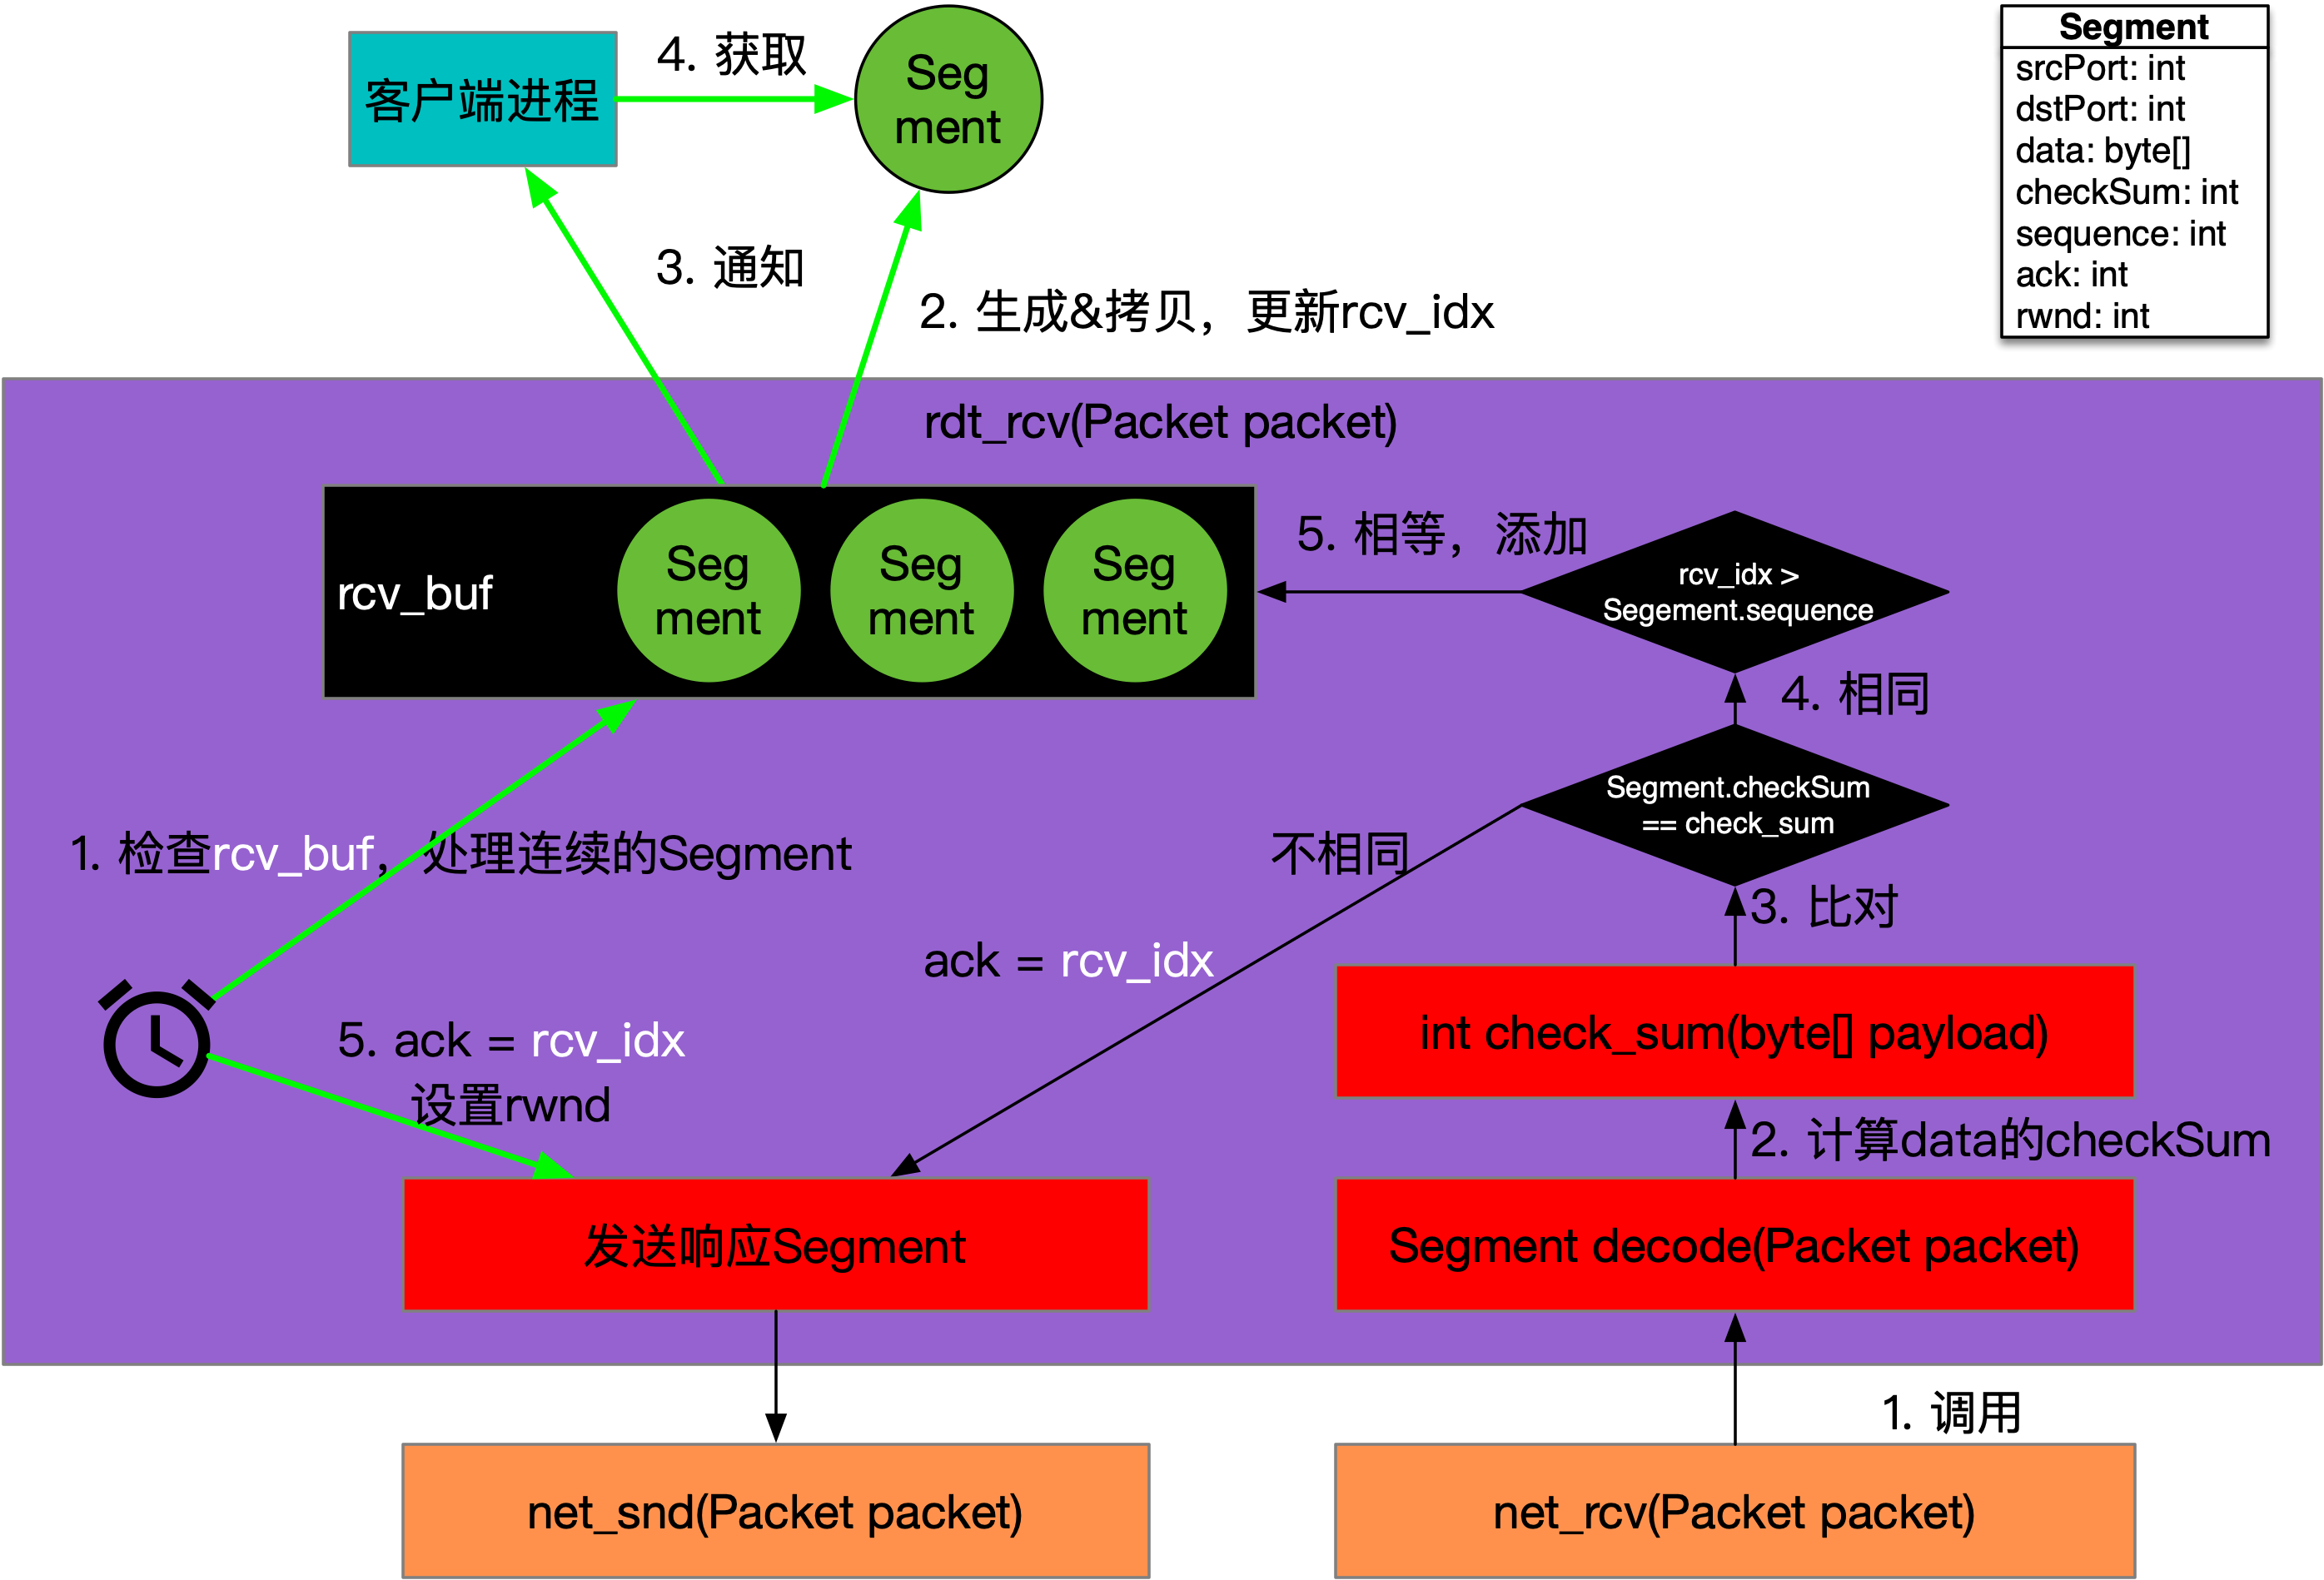 客户端进程
4. 获取
Seg
ment
Segment
srcPort: int
dstPort: int
data: byte[]
checkSum: int
sequence: int
ack: int
rwnd: int
3. 通知
2. 生成&拷贝，更新rcv_idx
rdt_rcv(Packet packet)
rcv_buf
Seg
ment
Seg
ment
Seg
ment
5. 相等，添加
rcv_idx >
Segement.sequence
4. 相同
Segment.checkSum
== check_sum
不相同
3. 比对
1. 检查rcv_buf，处理连续的Segment
ack = rcv_idx
int check_sum(byte[] payload)
5. ack = rcv_idx
设置rwnd
2. 计算data的checkSum
发送响应Segment
Segment decode(Packet packet)
1. 调用
net_snd(Packet packet)
net_rcv(Packet packet)